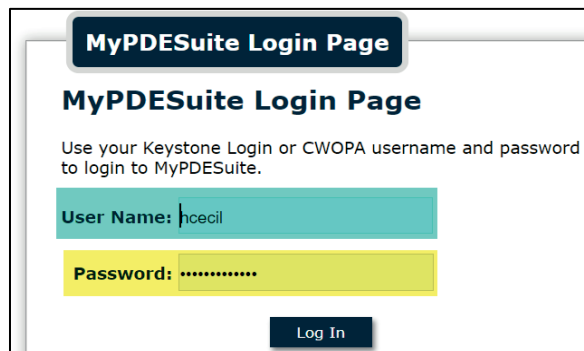 MyPDESuite Login Page
MyPDESuite Login Page
Use your Keystone Login or CWOPA username and password
to login to MyPDESuite.
User Name: hcecil
Password: •••••••••••••
Log In